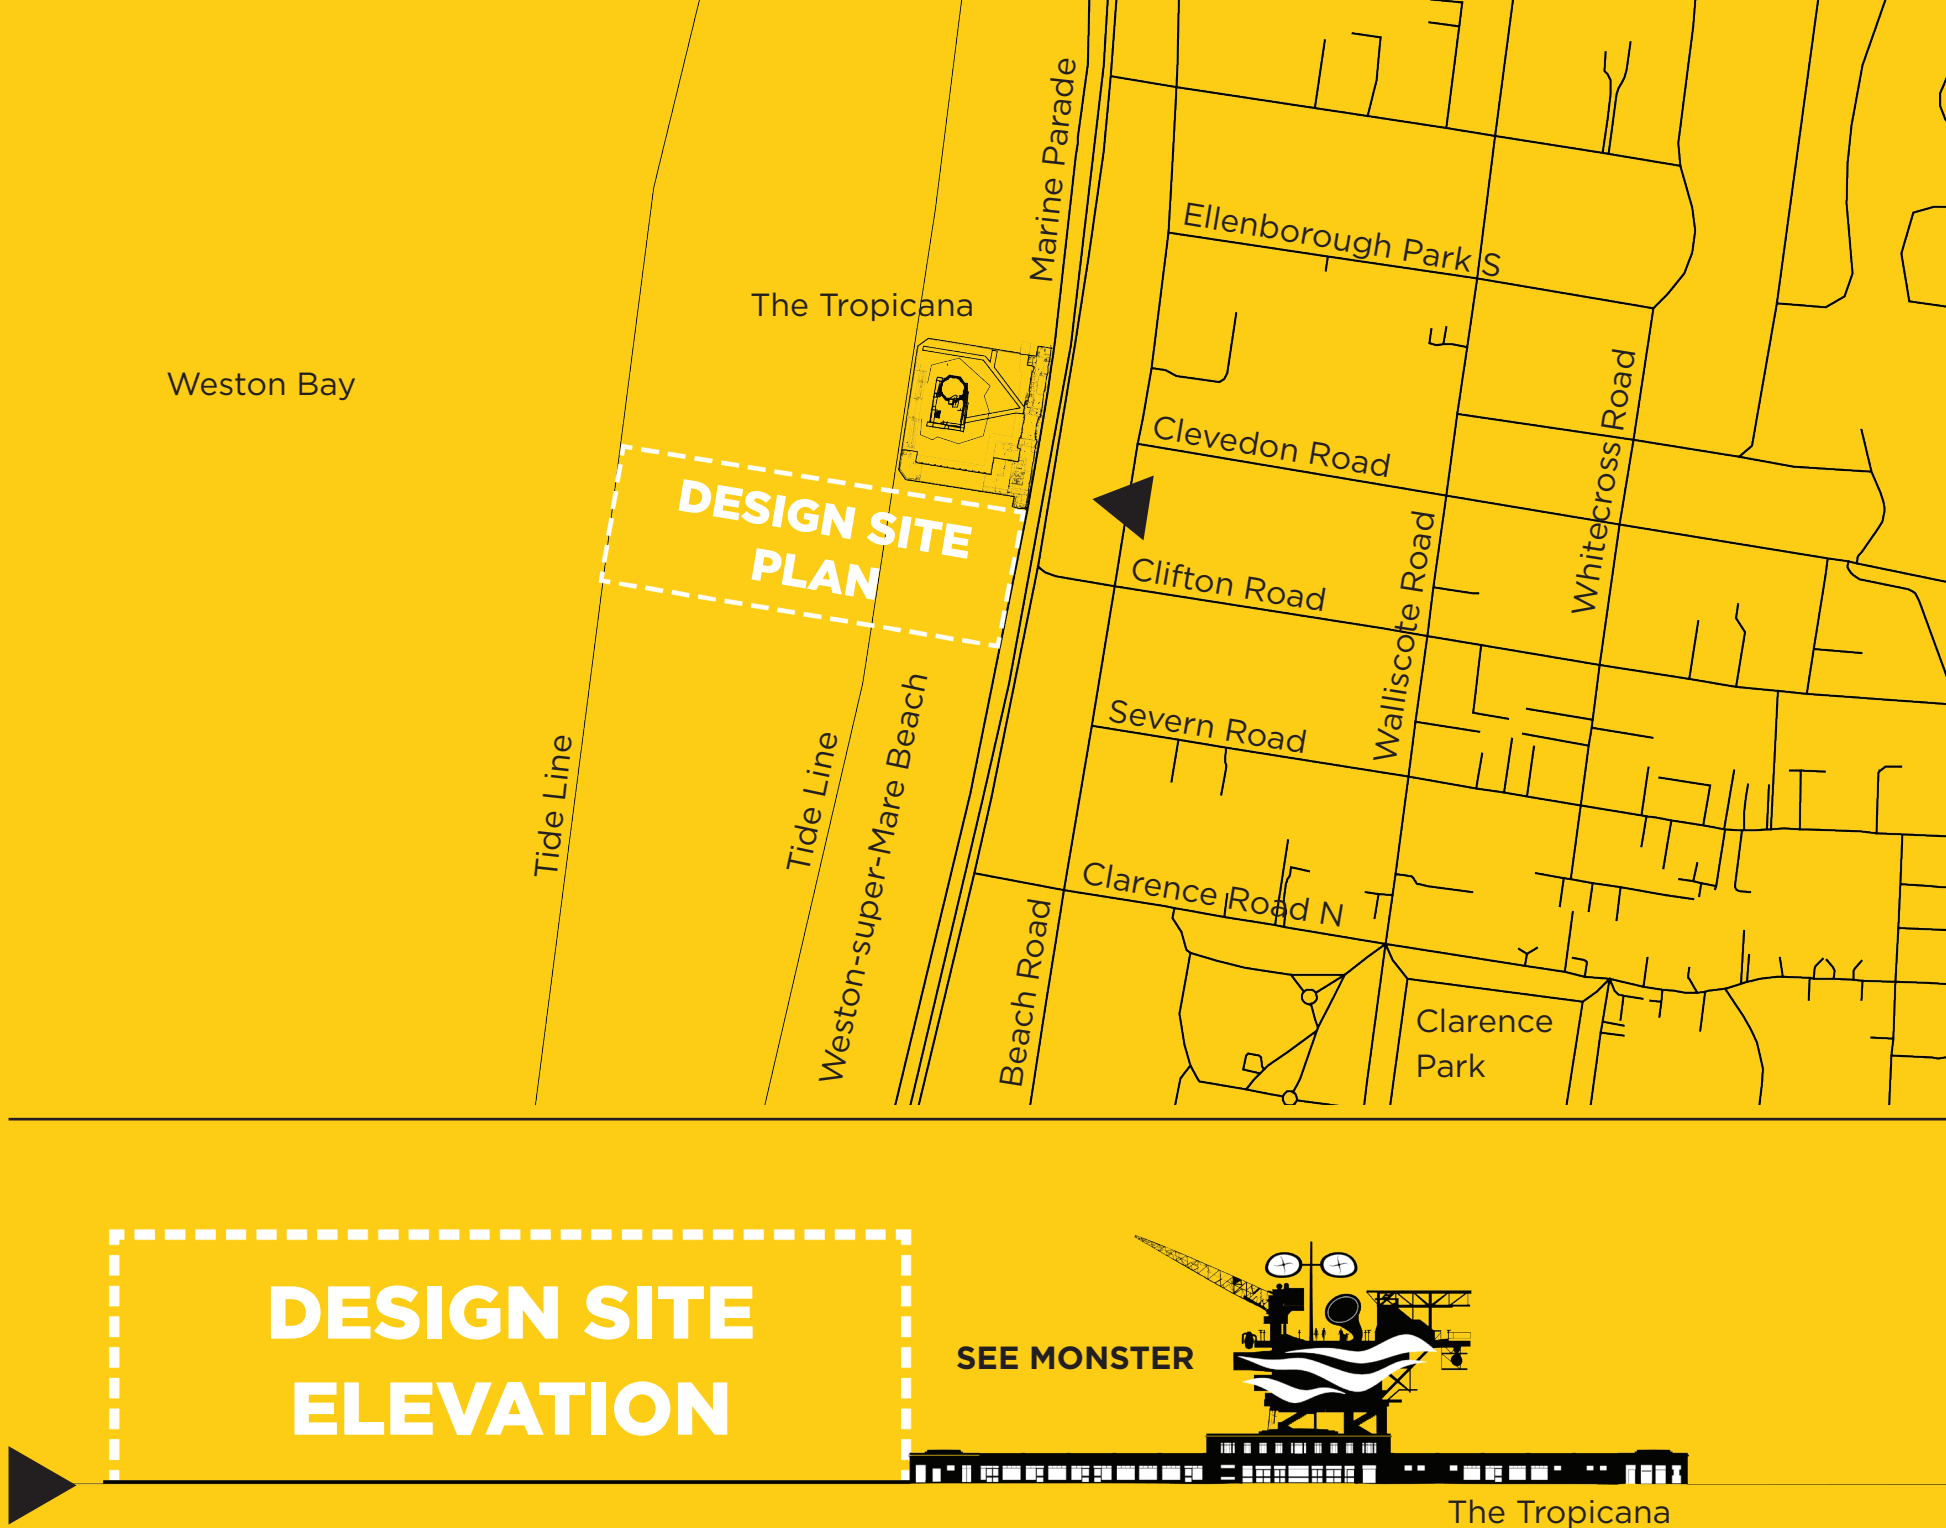 Marine Parade
Ellenborough Park S
The Tropicana
Weston Bay
Whitecross Road
Clevedon Road
DESIGN SITE
PLAN
Walliscote Road
Clifton Road
Severn Road
Tide Line
Tide Line
Weston-super-Mare Beach
Clarence Road N
Beach Road
Clarence
Park
DESIGN SITE
ELEVATION
SEE MONSTER
The Tropicana